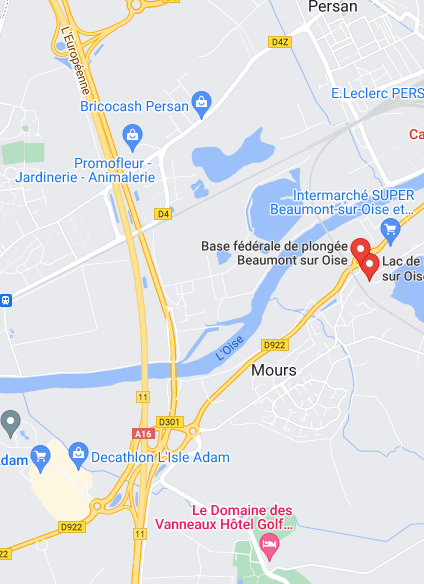 Persan
D4Z
L'Européenne
E.Leclerc PERS
Bricocash Persan
Ca
Promofleur -
Jardinerie - Animalerie
Intermarché SUPER
Beaumont-sur-Oise et...
D4
Base fédérale de plongée
Beaumont sur Oise
Lac de
sur Oise
D922
L'Oise
Mours
11
D301
A16
Decathlon L'Isle Adam
Adam
Le Domaine des
Vanneaux Hôtel Golf...
D922
11